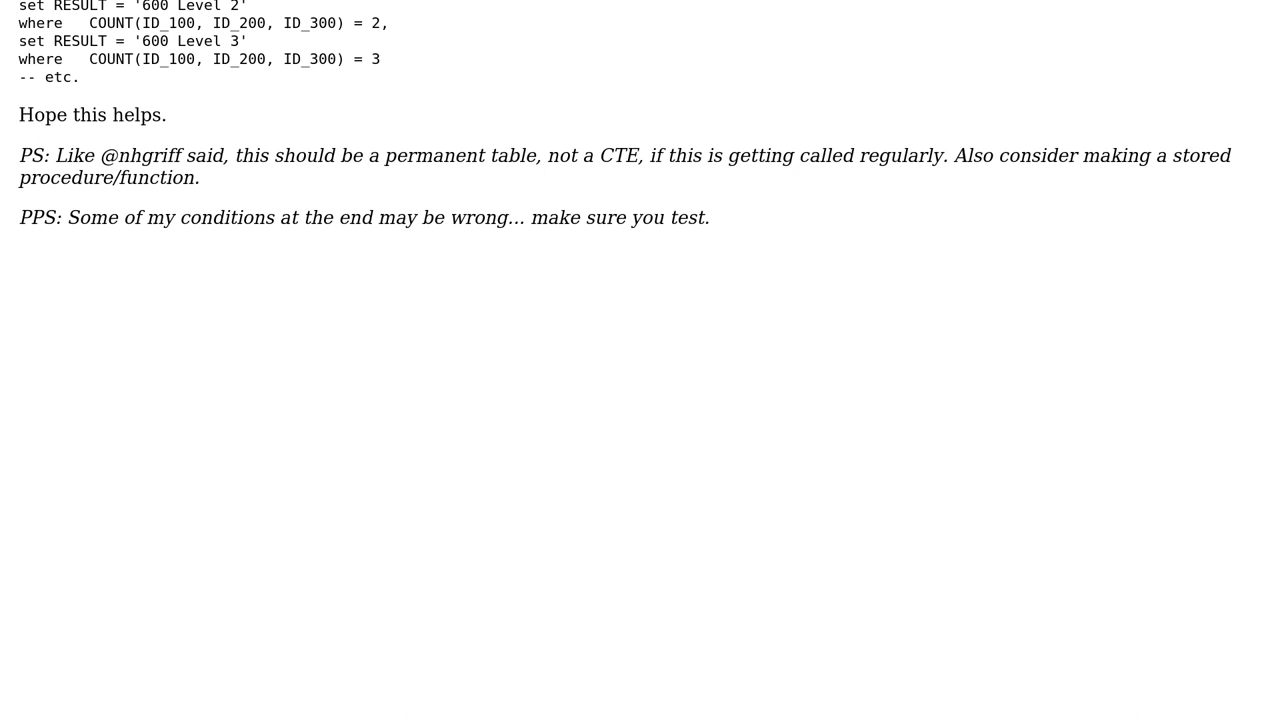 set RESULT = '600 Level 2'
where   COUNT(ID_100, ID_200, ID_300) = 2,
set RESULT = '600 Level 3'
where   COUNT(ID_100, ID_200, ID_300) = 3
-- etc.
Hope this helps.
PS: Like @nhgriff said, this should be a permanent table, not a CTE, if this is getting called regularly. Also consider making a stored
procedure/function.
PPS: Some of my conditions at the end may be wrong... make sure you test.